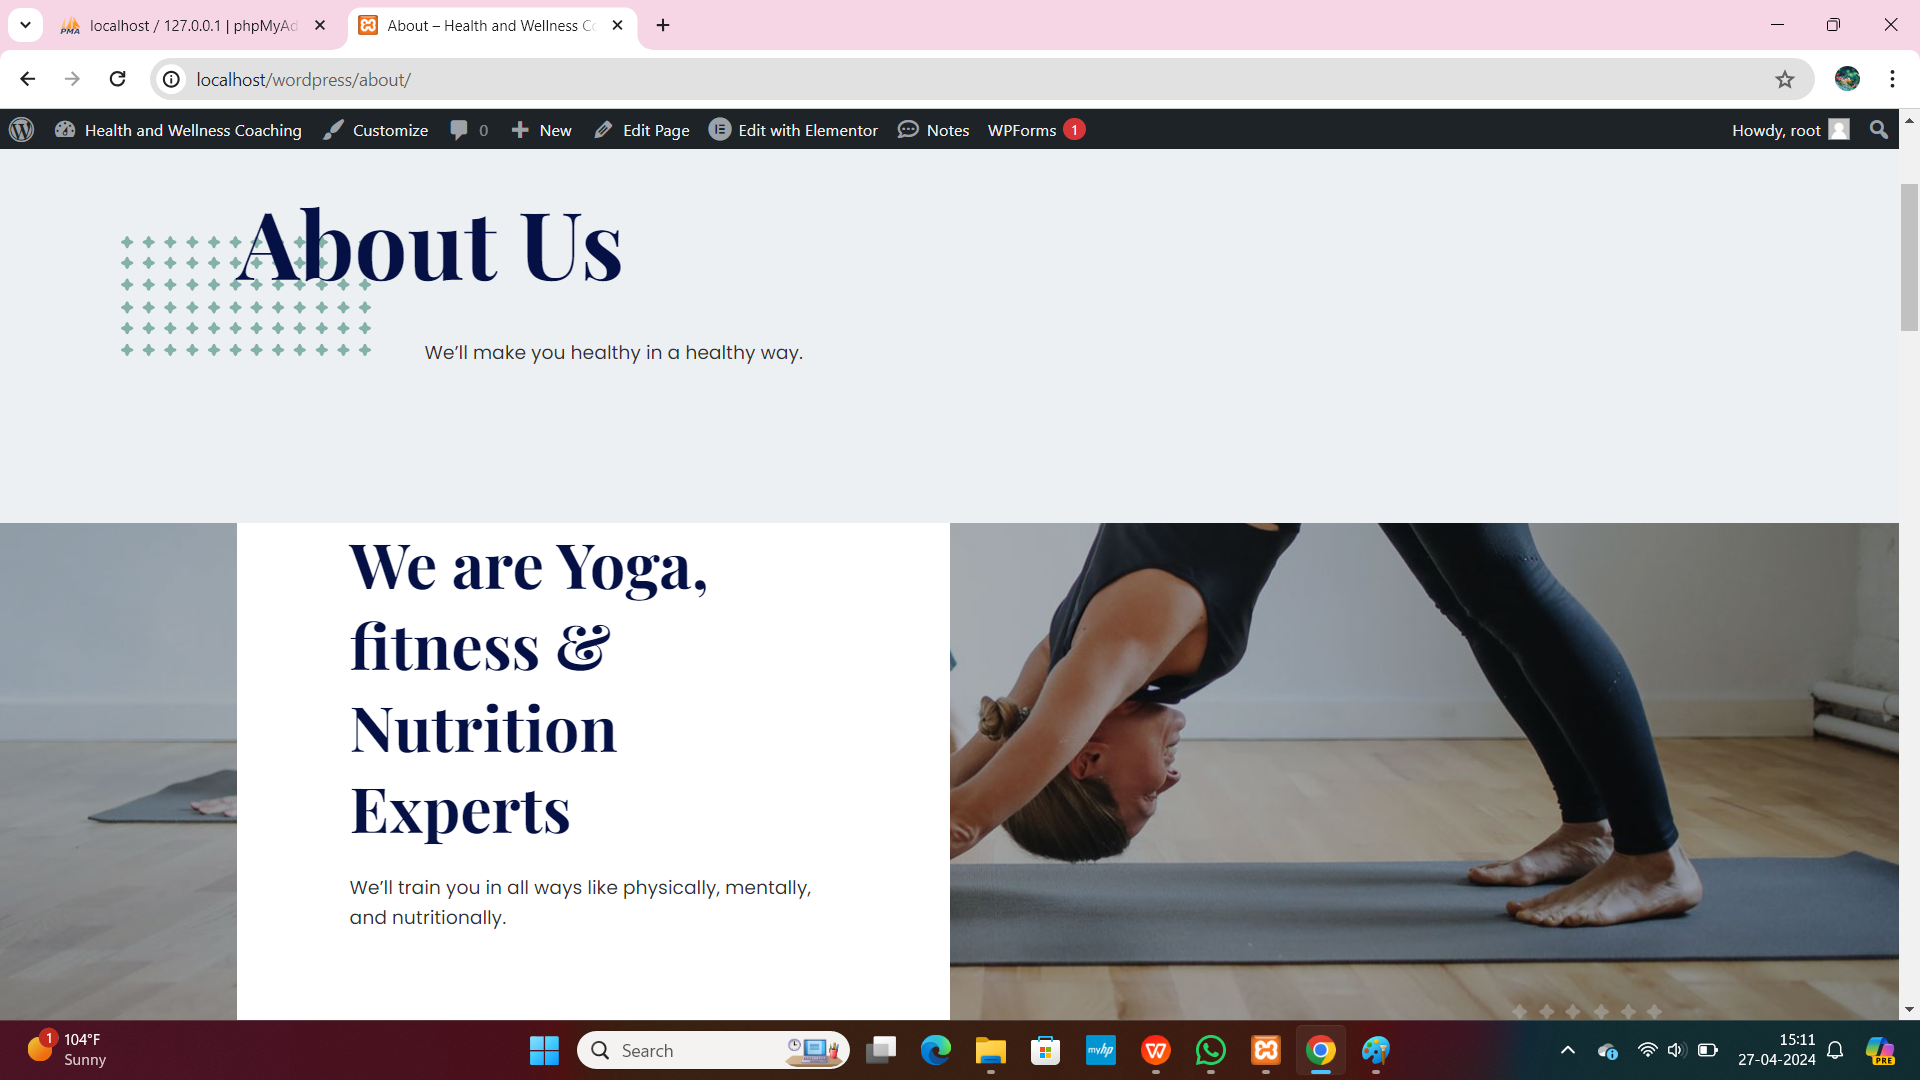 localhost / 127.0.0.1 | phpMyAd
About – Health and Wellness Co
localhost/wordpress/about/
Health and Wellness Coaching Customize 0 New Edit Page Edit with Elementor Notes WPForms 1 Howdy, root
About Us
We’ll make you healthy in a healthy way.
We are Yoga,
fitness &
Nutrition
Experts
We’ll train you in all ways like physically, mentally,
and nutritionally.
1
104°F
Sunny
Search
myhp
15:11
27-04-2024
PRE